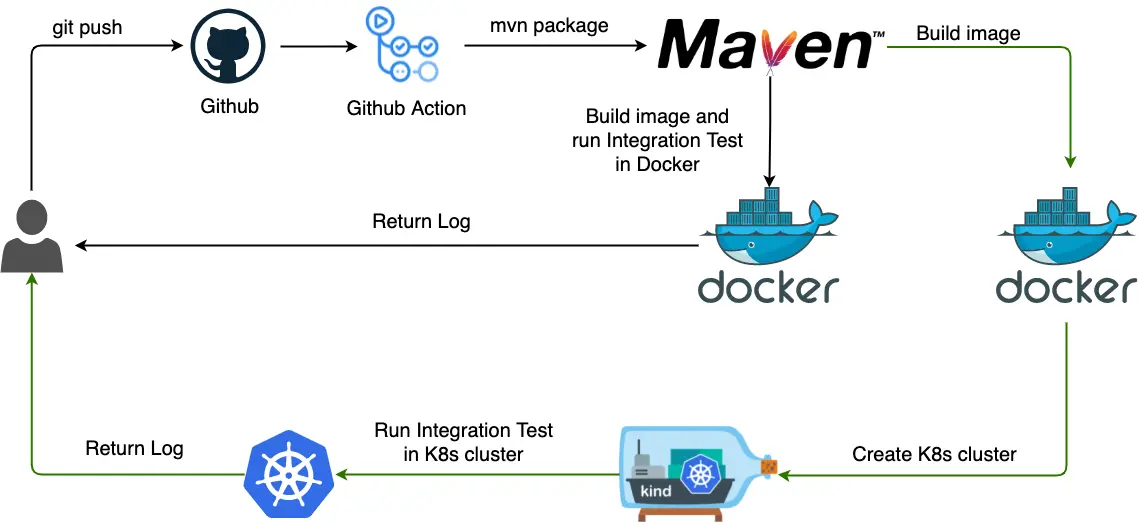 git push
mvn package
Maven™
Build image
Github
Github Action
Build image and
run Integration Test
in Docker
Return Log
docker
docker
Run Integration Test
in K8s cluster
Return Log
Create K8s cluster
kind